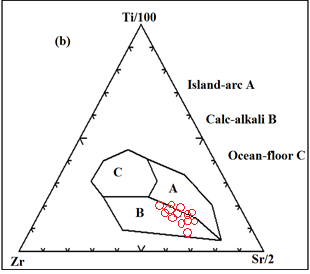 Ti/100
(b)
Island-arc A
Calc-alkali B
Ocean-floor C
C
A
B
Zr
Sr/2